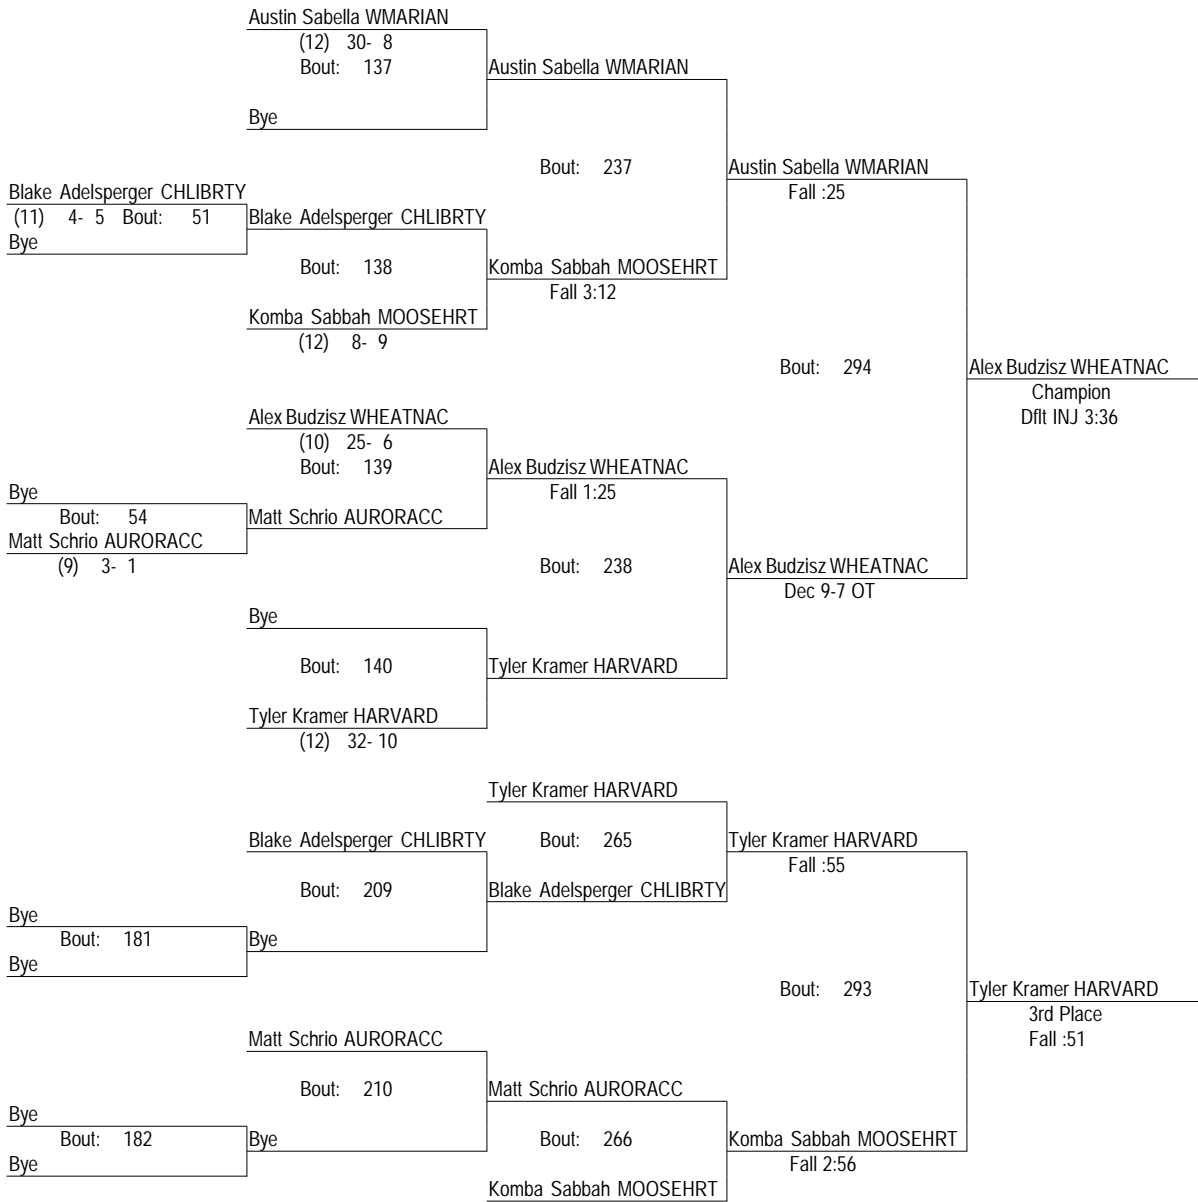 Austin Sabella WMARIAN
(12) 30- 8
Bout: 137
Austin Sabella WMARIAN
Bye
Bout: 237
Austin Sabella WMARIAN
Fall :25
Blake Adelsperger CHLIBRTY
(11) 4- 5 Bout: 51
Blake Adelsperger CHLIBRTY
Bye
Bout: 138
Komba Sabbah MOOSEHRT
Fall 3:12
Komba Sabbah MOOSEHRT
(12) 8- 9
Bout: 294
Alex Budzisz WHEATNAC
Champion
Dflt INJ 3:36
Alex Budzisz WHEATNAC
(10) 25- 6
Bout: 139
Alex Budzisz WHEATNAC
Fall 1:25
Bye
Bout: 54
Matt Schrio AURORACC
Matt Schrio AURORACC
(9) 3- 1
Bout: 238
Alex Budzisz WHEATNAC
Dec 9-7 OT
Bye
Bout: 140
Tyler Kramer HARVARD
Tyler Kramer HARVARD
(12) 32- 10
Tyler Kramer HARVARD
Blake Adelsperger CHLIBRTY
Bout: 265
Tyler Kramer HARVARD
Fall :55
Bout: 209
Blake Adelsperger CHLIBRTY
Bye
Bout: 181
Bye
Bye
Bout: 293
Tyler Kramer HARVARD
3rd Place
Fall :51
Matt Schrio AURORACC
Bout: 210
Matt Schrio AURORACC
Bye
Bout: 182
Bye
Bye
Bout: 266
Komba Sabbah MOOSEHRT
Fall 2:56
Komba Sabbah MOOSEHRT